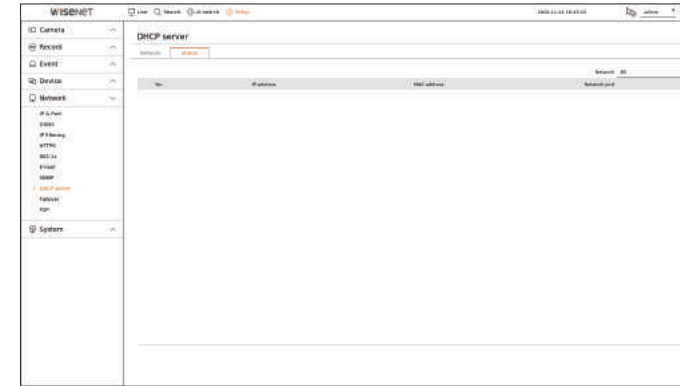 WISENET
Live Search AI search Setup
admin
Camera
Record
Event
Device
Network
IP & Port
DDNS
IP filtering
HTTPS
802.1x
E-mail
SNMP
DHCP server
Failover
System
DHCP server
Network Status
Network All
No. IP address MAC address Network port